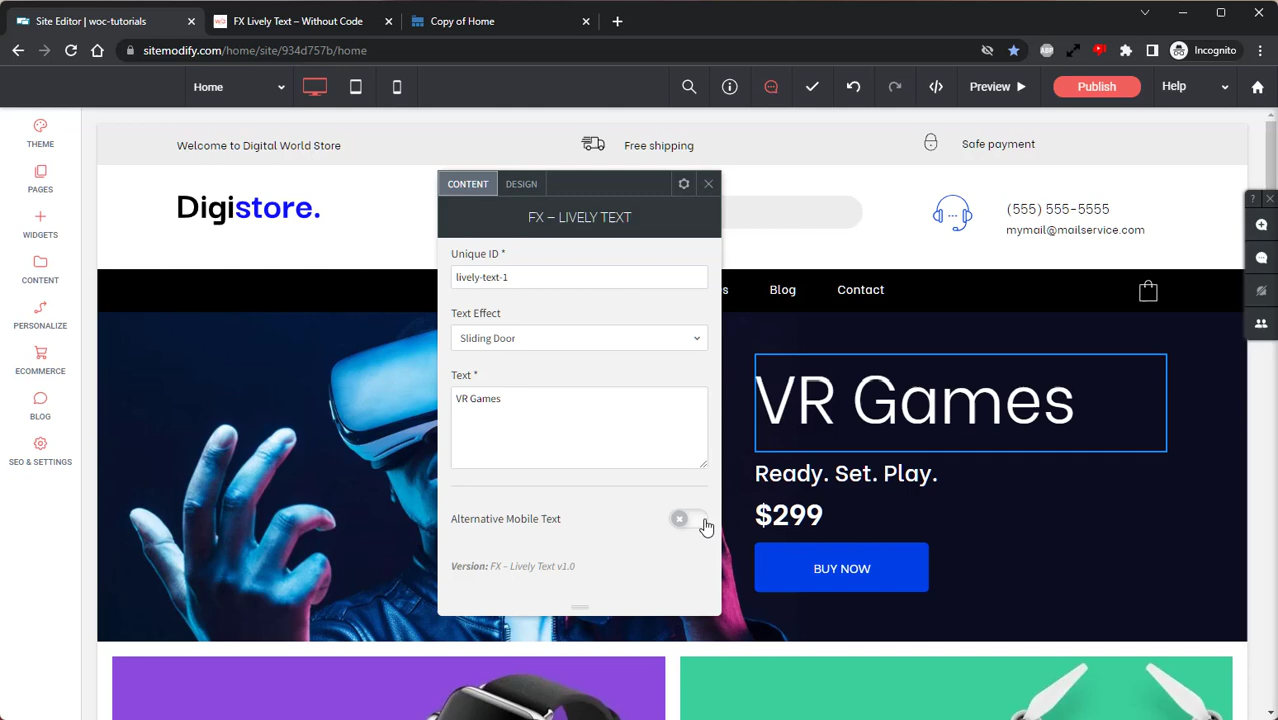 Site Editor | woc-tutorials
FX Lively Text – Without Code
Copy of Home
sitemodify.com/home/site/934d757b/home
ABP
Incognito
Home
Preview
Publish
Help
THEME
PAGES
WIDGETS
CONTENT
PERSONALIZE
ECOMMERCE
BLOG
SEO & SETTINGS
Welcome to Digital World Store
Free shipping
Safe payment
Digistore.
(555) 555-5555
mymail@mailservice.com
s
Blog
Contact
CONTENT
DESIGN
FX – LIVELY TEXT
Unique ID *
lively-text-1
Text Effect
Sliding Door
Text *
VR Games
Alternative Mobile Text
Version: FX – Lively Text v1.0
VR Games
Ready. Set. Play.
$299
BUY NOW
?